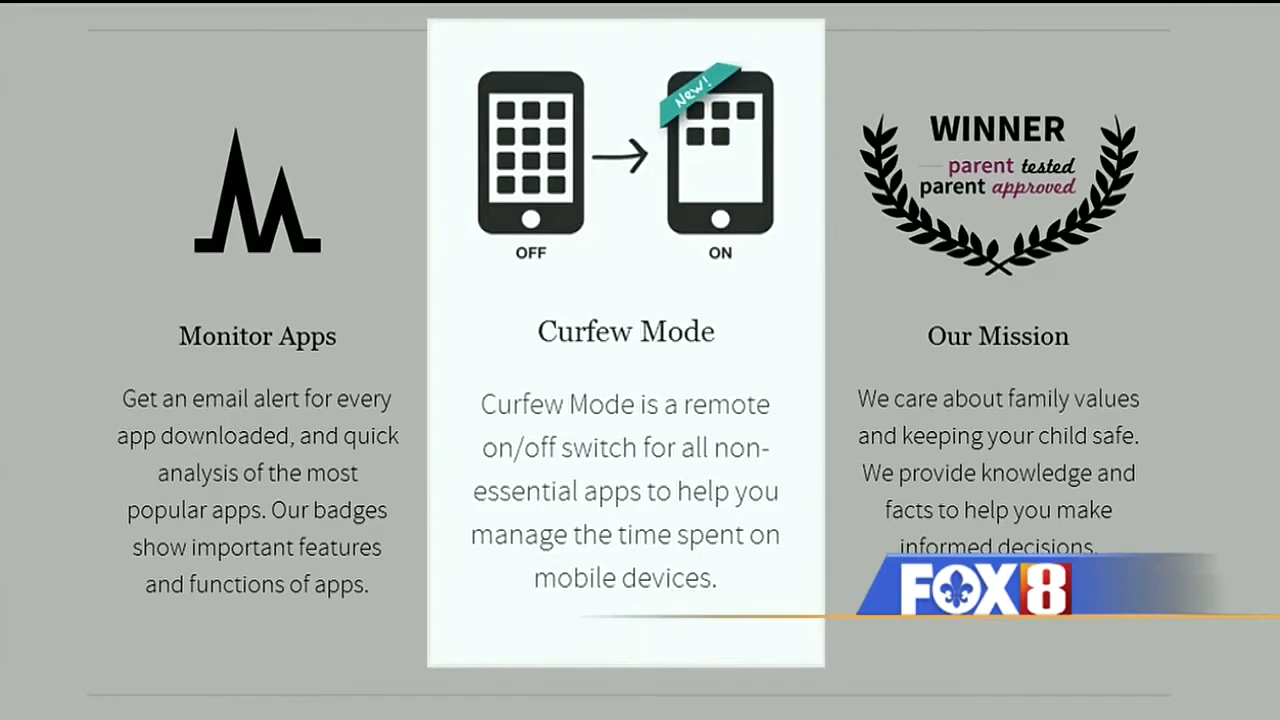 Monitor Apps
Get an email alert for every
app downloaded, and quick
analysis of the most
popular apps. Our badges
show important features
and functions of apps.
New!
OFF
ON
Curfew Mode
Curfew Mode is a remote
on/off switch for all non-
essential apps to help you
manage the time spent on
mobile devices.
WINNER
parent tested
parent approved
Our Mission
We care about family values
and keeping your child safe.
We provide knowledge and
facts to help you make
informed decisions.
FOX 8